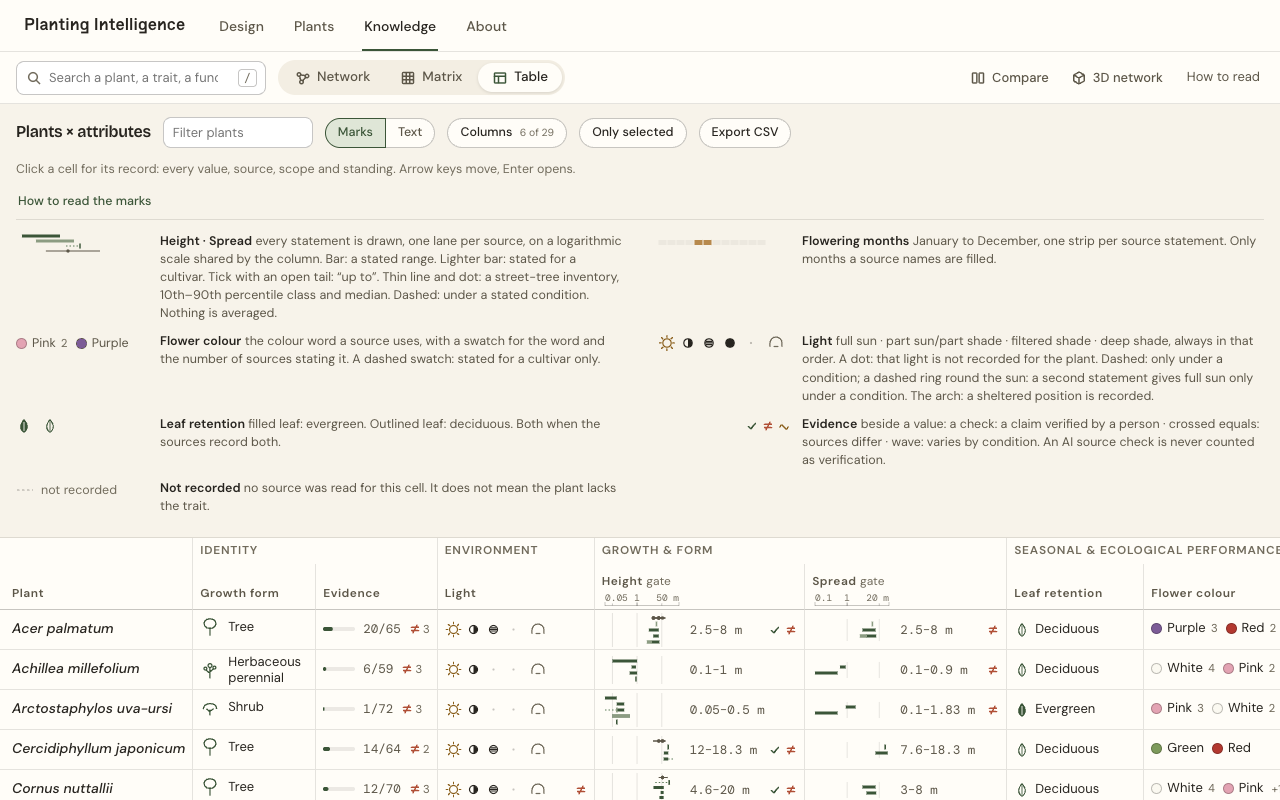 Planting Intelligence Design Plants Knowledge About
Search a plant, a trait, a func / Network Matrix Table Compare 3D network How to read
Plants × attributes Filter plants Marks Text Columns 6 of 29 Only selected Export CSV
Click a cell for its record: every value, source, scope and standing. Arrow keys move, Enter opens.
How to read the marks
Height · Spread every statement is drawn, one lane per source, on a logarithmic
scale shared by the column. Bar: a stated range. Lighter bar: stated for a
cultivar. Tick with an open tail: “up to”. Thin line and dot: a street-tree inventory,
10th–90th percentile class and median. Dashed: under a stated condition.
Nothing is averaged.
Flowering months January to December, one strip per source statement. Only
months a source names are filled.
Pink 2 Purple
Flower colour the colour word a source uses, with a swatch for the word and
the number of sources stating it. A dashed swatch: stated for a cultivar only.
Light full sun · part sun/part shade · filtered shade · deep shade, always in that
order. A dot: that light is not recorded for the plant. Dashed: only under a
condition; a dashed ring round the sun: a second statement gives full sun only
under a condition. The arch: a sheltered position is recorded.
Leaf retention filled leaf: evergreen. Outlined leaf: deciduous. Both when the
sources record both.
Evidence beside a value: a check: a claim verified by a person · crossed equals:
sources differ · wave: varies by condition. An AI source check is never counted
as verification.
not recorded
Not recorded no source was read for this cell. It does not mean the plant lacks
the trait.
IDENTITY ENVIRONMENT GROWTH & FORM SEASONAL & ECOLOGICAL PERFORMANCE
Plant Growth form Evidence Light Height gate Spread gate Leaf retention Flower colour
0.05 1 50 m 0.1 1 20 m
Acer palmatum Tree 20/65 ≠ 3 2.5-8 m ✓ ≠ 2.5-8 m ≠ Deciduous Purple 3 Red 2
Achillea millefolium Herbaceous perennial 6/59 ≠ 3 0.1-1 m 0.1-0.9 m ≠ Deciduous White 4 Pink 2
Arctostaphylos uva-ursi Shrub 1/72 ≠ 3 0.05-0.5 m 0.1-1.83 m ≠ Evergreen Pink 3 White 2
Cercidiphyllum japonicum Tree 14/64 ≠ 2 12-18.3 m ✓ ≠ 7.6-18.3 m Deciduous Green Red
Cornus nuttallii Tree 12/70 ≠ 3 ≠ 4.6-20 m ✓ ≠ 3-8 m Deciduous White 4 Pink +